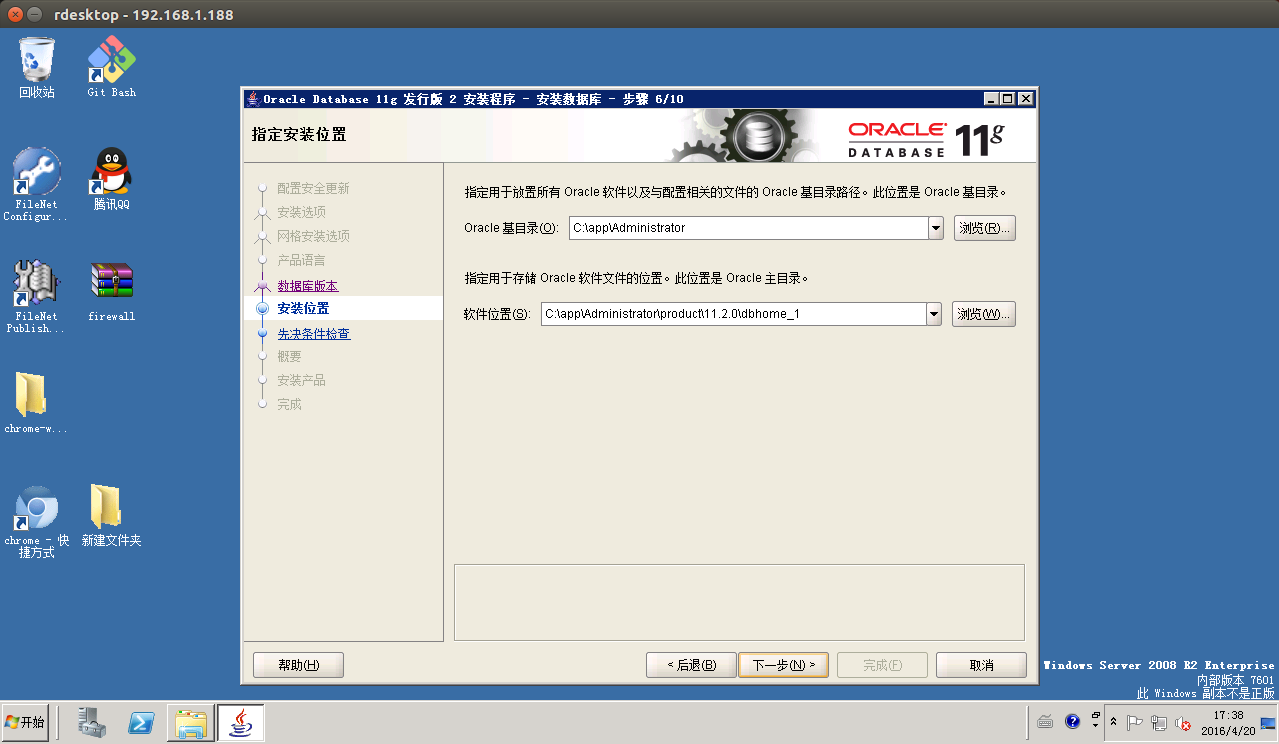 rdesktop - 192.168.1.188
回收站
Git Bash
FileNet
Configur...
腾讯QQ
FileNet
Publish...
firewall
chrome-w...
chrome - 快
捷方式
新建文件夹
Oracle Database 11g 发行版 2 安装程序 - 安装数据库 - 步骤 6/10
指定安装位置
ORACLE
DATABASE
11g
配置安全更新
安装选项
网格安装选项
产品语言
数据库版本
安装位置
先决条件检查
概要
安装产品
完成
指定用于放置所有 Oracle 软件以及与配置相关的文件的 Oracle 基目录路径。此位置是 Oracle 基目录。
Oracle 基目录(O): C:\app\Administrator 浏览(R)...
指定用于存储 Oracle 软件文件的位置。此位置是 Oracle 主目录。
软件位置(S): C:\app\Administrator\product\11.2.0\dbhome_1 浏览(W)...
帮助(H) < 后退(B) 下一步(N) > 完成(F) 取消
Windows Server 2008 R2 Enterprise
内部版本 7601
此 Windows 副本不是正版
开始
17:38
2016/4/20